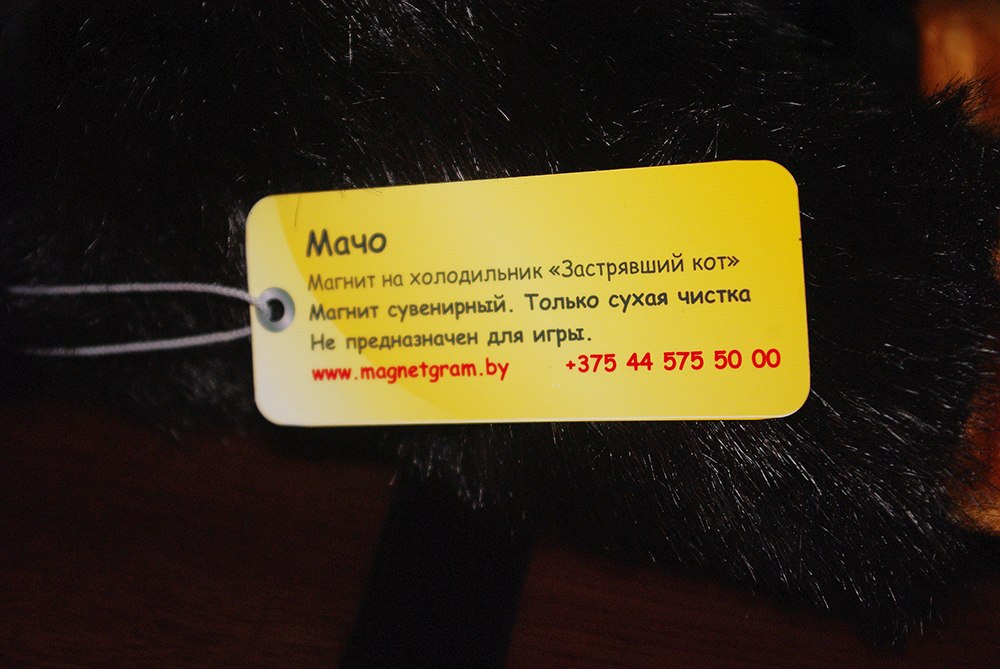 Мачо
Магнит на холодильник «Застрявший кот»
Магнит сувенирный. Только сухая чистка
Не предназначен для игры.
www.magnetgram.by +375 44 575 50 00